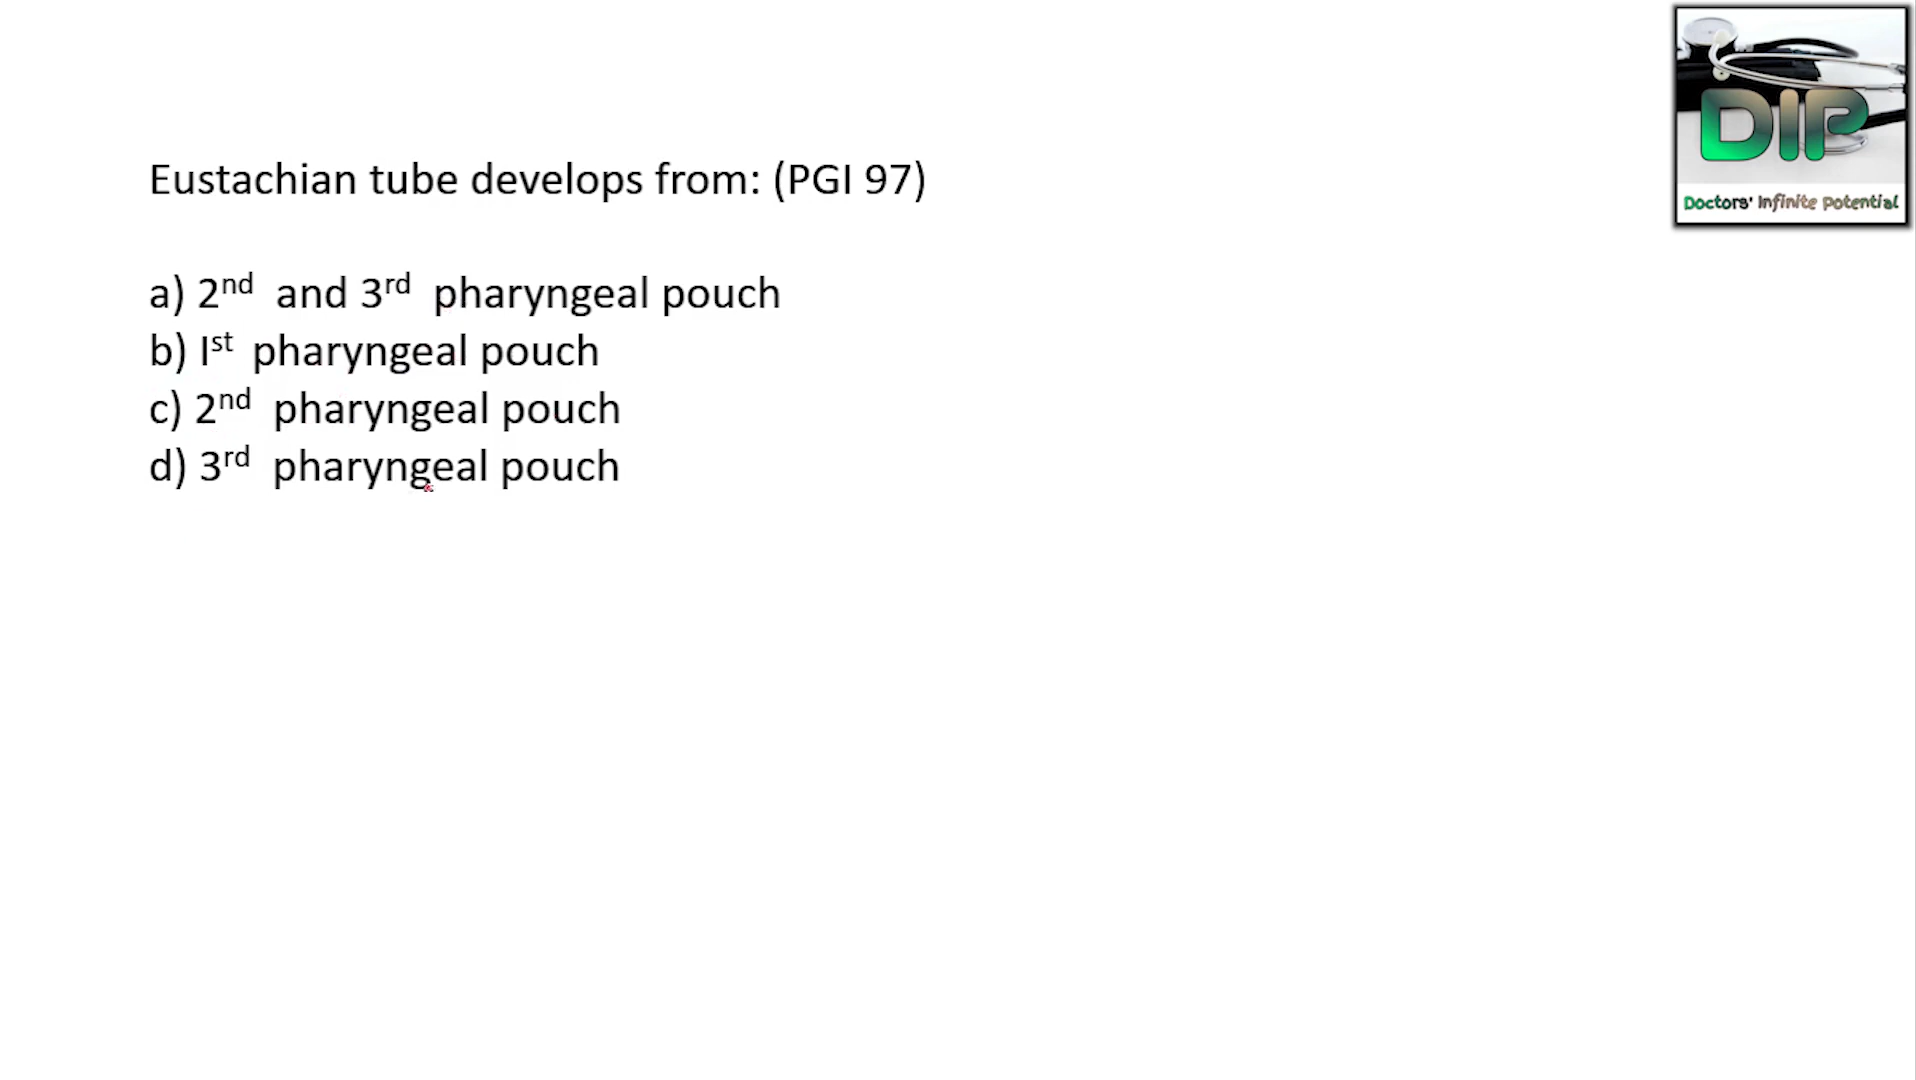 DIP
Doctors' Infinite Potential
Eustachian tube develops from: (PGI 97)
a) 2nd and 3rd pharyngeal pouch
b) Ist pharyngeal pouch
c) 2nd pharyngeal pouch
d) 3rd pharyngeal pouch